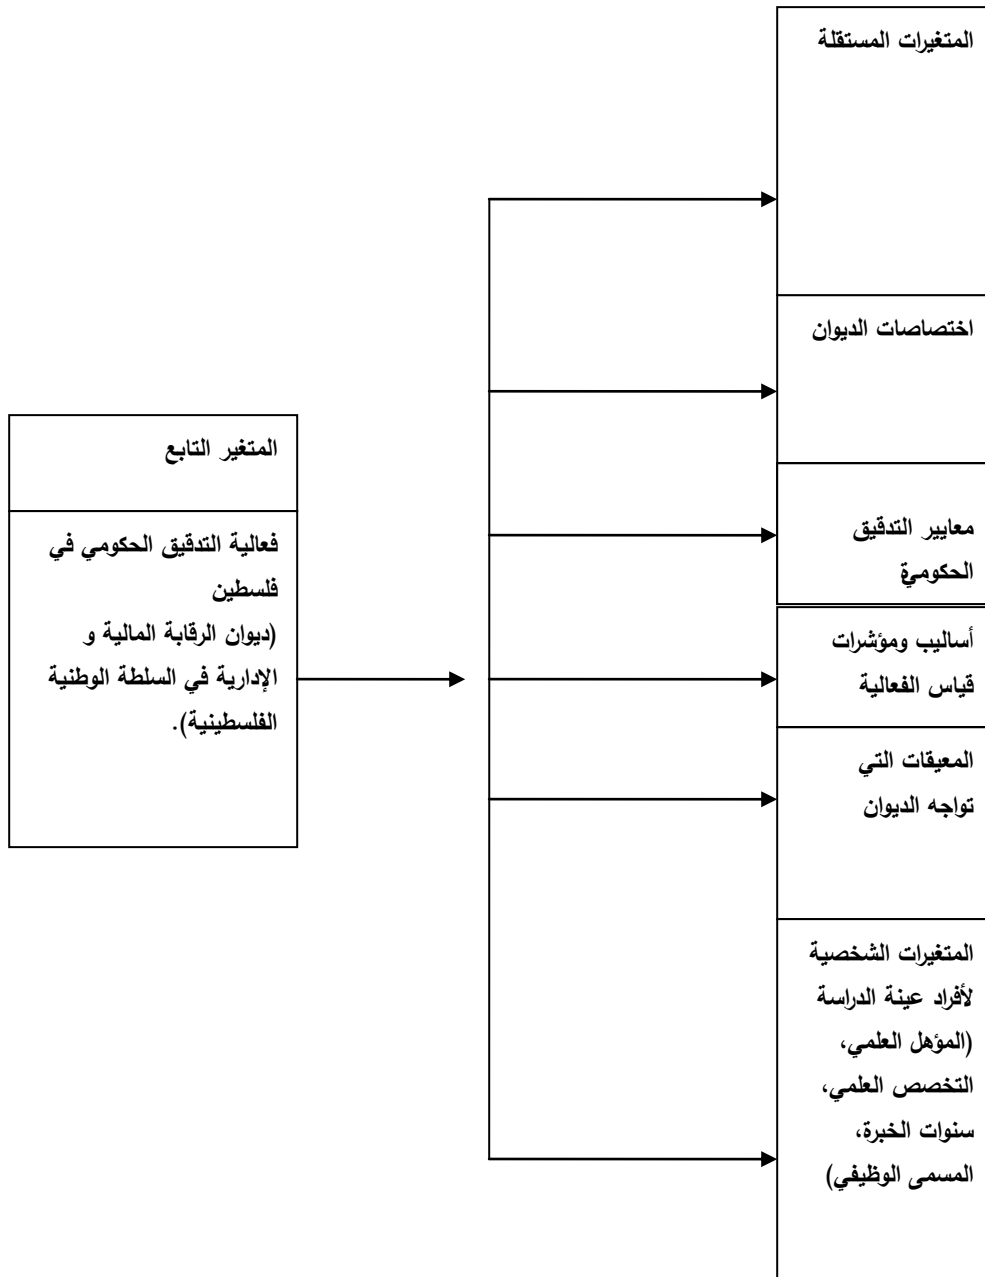 المتغيرات المستقلة
اختصاصات الديوان
معايير التدقيق
الحكومية
أساليب ومؤشرات
قياس الفعالية
المعيقات التي
تواجه الديوان
المتغيرات الشخصية
لأفراد عينة الدراسة
(المؤهل العلمي،
التخصص العلمي،
سنوات الخبرة،
المسمى الوظيفي)
المتغير التابع
فعالية التدقيق الحكومي في
فلسطين
(ديوان الرقابة المالية و
الإدارية في السلطة الوطنية
الفلسطينية).